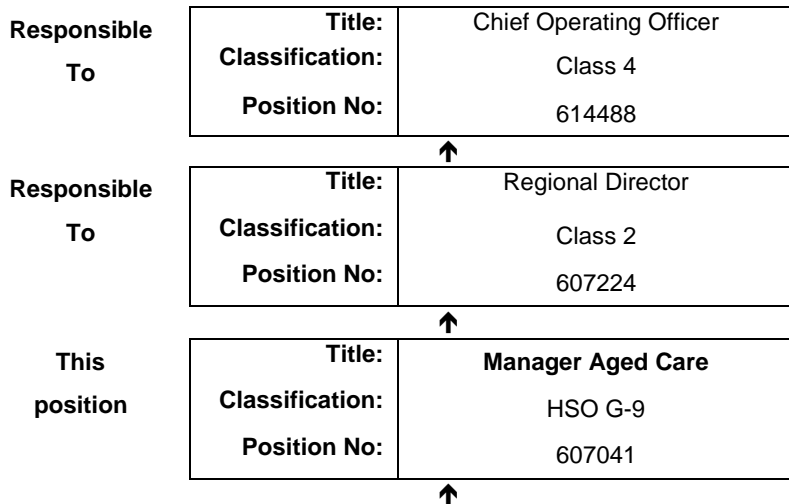 Responsible To
Title: Chief Operating Officer
Classification: Class 4
Position No: 614488
↑
Responsible To
Title: Regional Director
Classification: Class 2
Position No: 607224
↑
This position
Title: Manager Aged Care
Classification: HSO G-9
Position No: 607041
↑